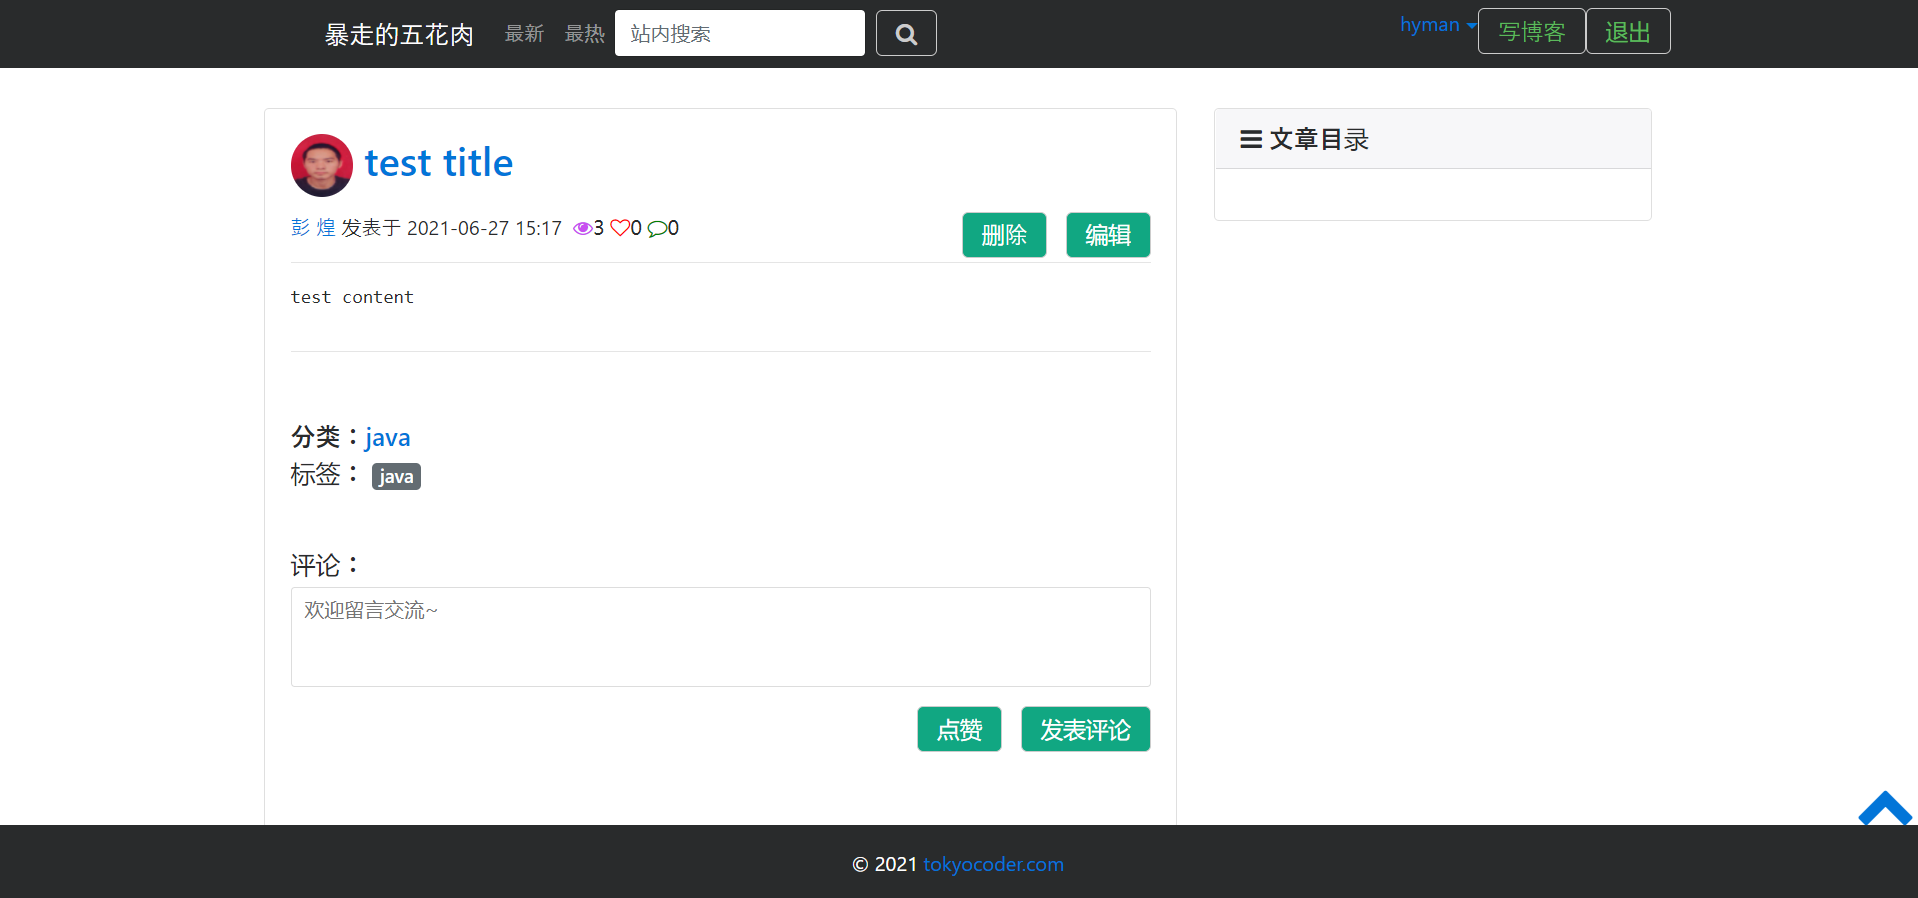 暴走的五花肉 最新 最热 站内搜索 hyman 写博客 退出
test title
彭 煌 发表于 2021-06-27 15:17 3 0 0 删除 编辑
test content
分类：java
标签： java
评论：
欢迎留言交流~
点赞 发表评论
文章目录
© 2021 tokyocoder.com